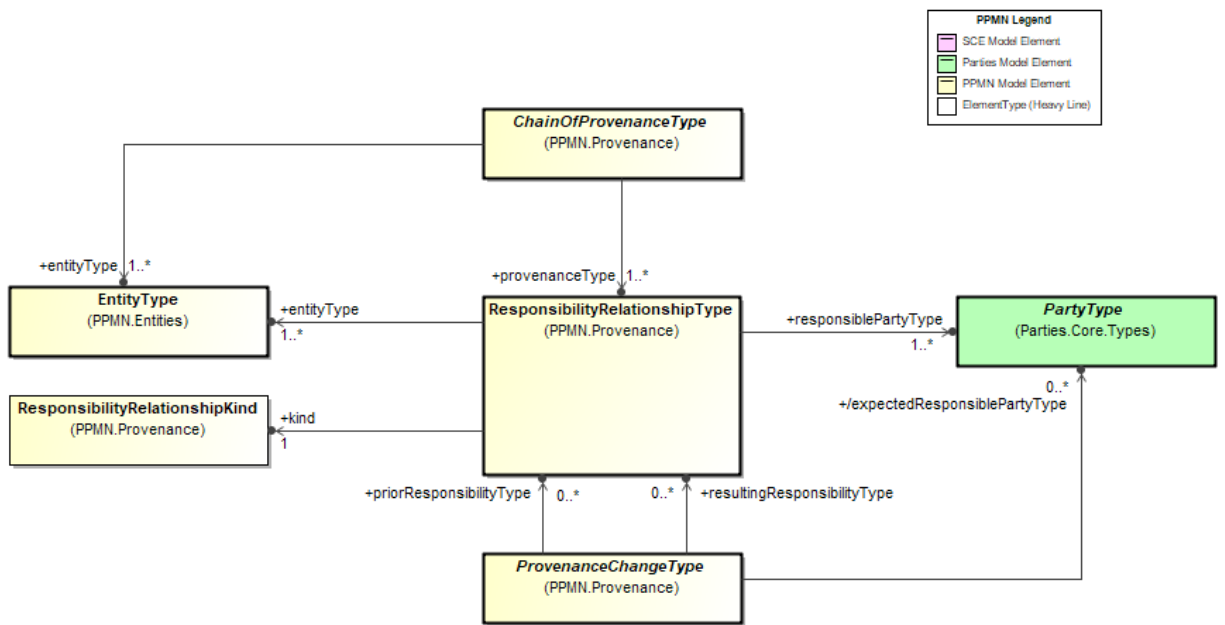 PPMN Legend
SCE Model Element
Parties Model Element
PPMN Model Element
ElementType (Heavy Line)
ChainOfProvenanceType
(PPMN.Provenance)
+entityType 1..*
+provenanceType 1..*
EntityType
(PPMN.Entities)
+entityType
1..*
ResponsibilityRelationshipType
(PPMN.Provenance)
+responsiblePartyType
1..*
PartyType
(Parties.Core.Types)
0..*
+/expectedResponsiblePartyType
ResponsibilityRelationshipKind
(PPMN.Provenance)
+kind
1
+priorResponsibilityType 0..*
0..* +resultingResponsibilityType
ProvenanceChangeType
(PPMN.Provenance)